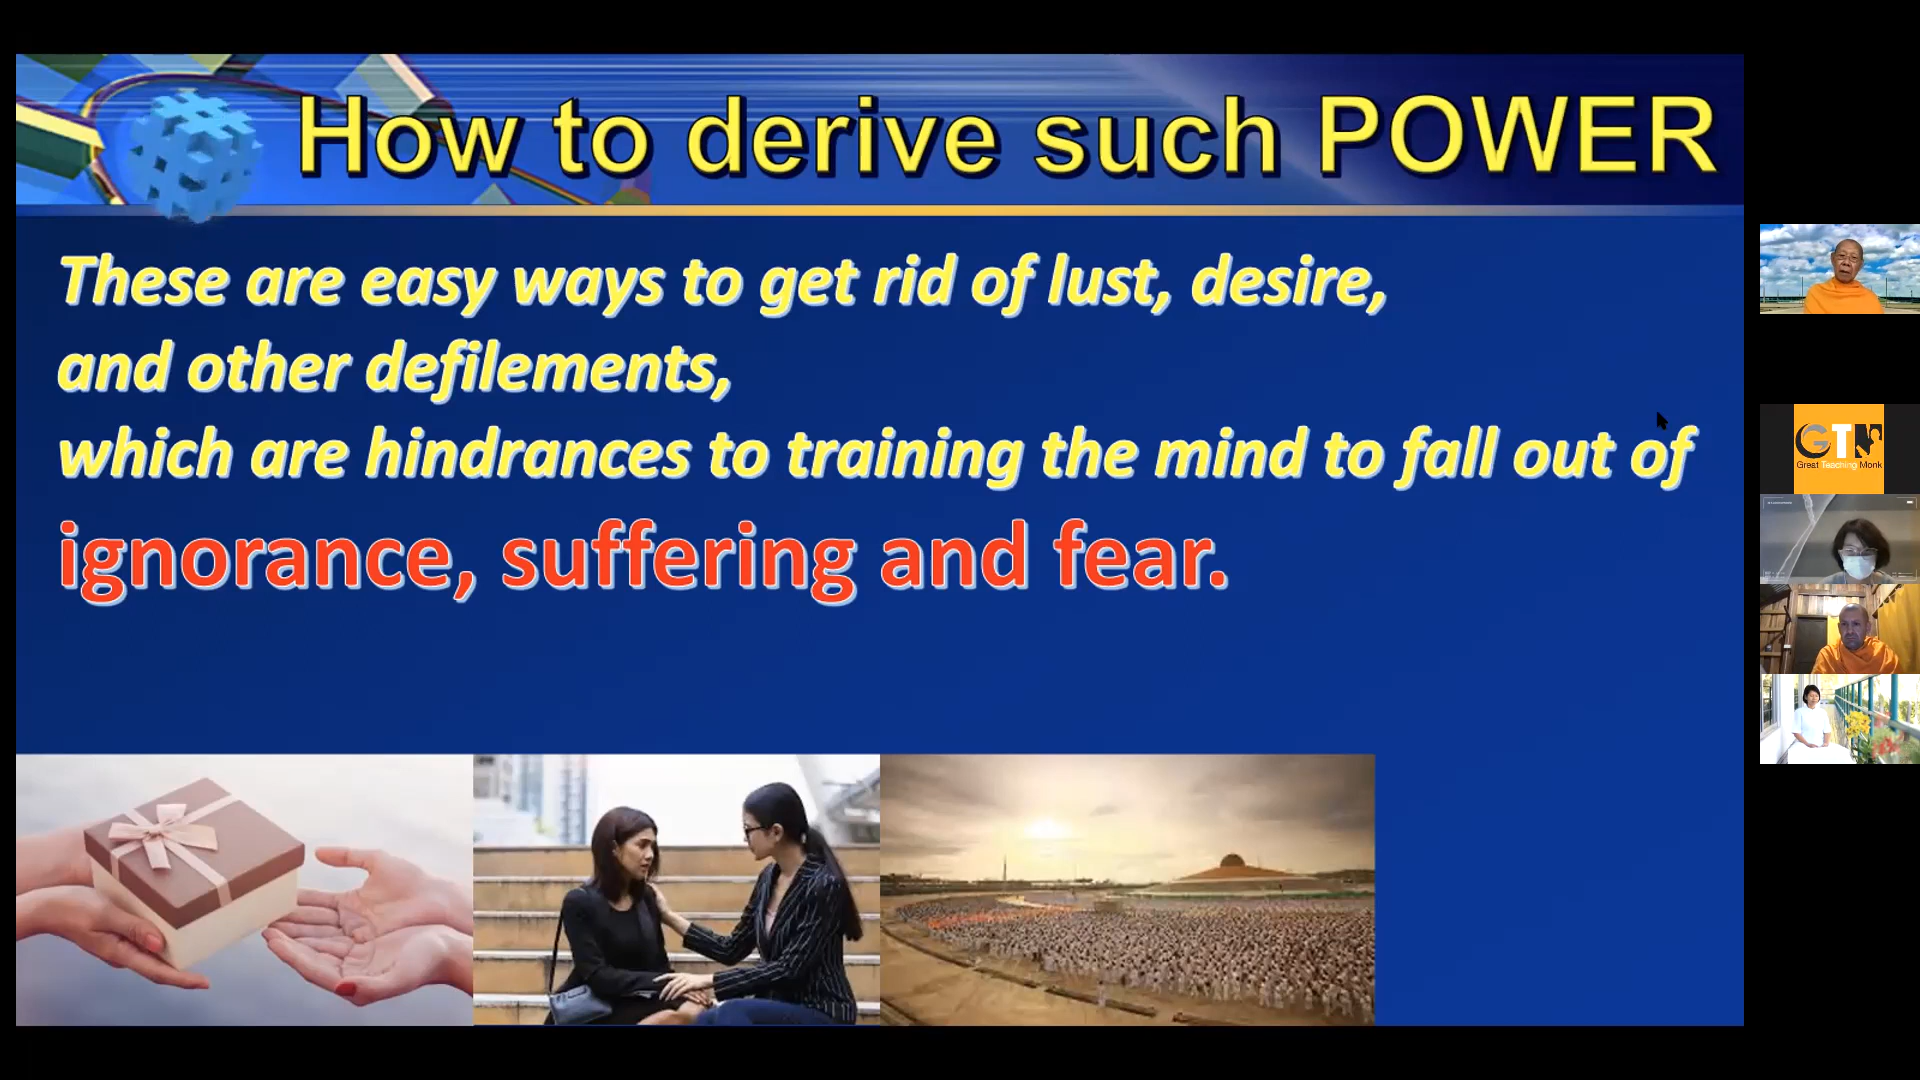 How to derive such POWER
These are easy ways to get rid of lust, desire,
and other defilements,
which are hindrances to training the mind to fall out of
ignorance, suffering and fear.
GTM
Great Teaching Monk